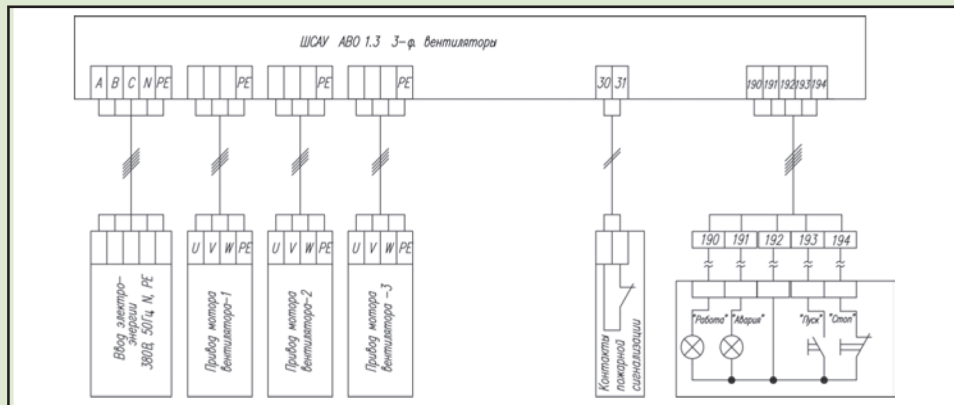 ШСАУ АВО 1.3 3-ф. вентиляторы
A B C N PE
PE
PE
PE
30 31
190 191 192 193 194
U V W PE
U V W PE
U V W PE
190 191 192 193 194
Ввод электро-
энергии
380В, 50Гц N, PE
Привод мотора
вентилятора-1
Привод мотора
вентилятора-2
Привод мотора
вентилятора -3
Контакты
пожарной
сигнализации
"Работа" "Авария" "Пуск" "Стоп"